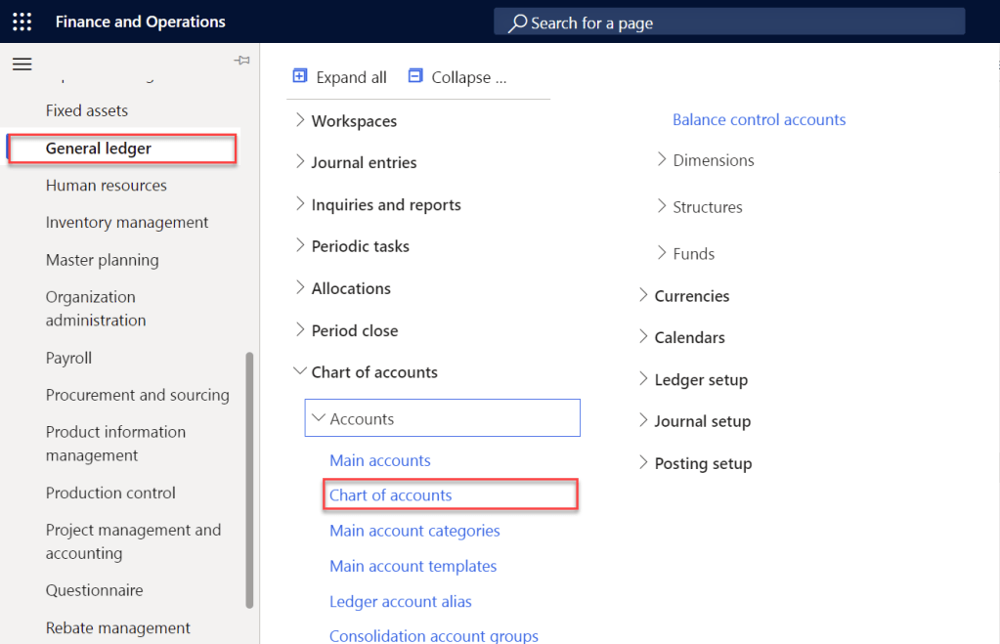 Finance and Operations
Search for a page
Fixed assets
General ledger
Human resources
Inventory management
Master planning
Organization
administration
Payroll
Procurement and sourcing
Product information
management
Production control
Project management and
accounting
Questionnaire
Rebate management
Expand all
Collapse ...
Workspaces
Journal entries
Inquiries and reports
Periodic tasks
Allocations
Period close
Chart of accounts
Accounts
Main accounts
Chart of accounts
Main account categories
Main account templates
Ledger account alias
Consolidation account groups
Balance control accounts
Dimensions
Structures
Funds
Currencies
Calendars
Ledger setup
Journal setup
Posting setup